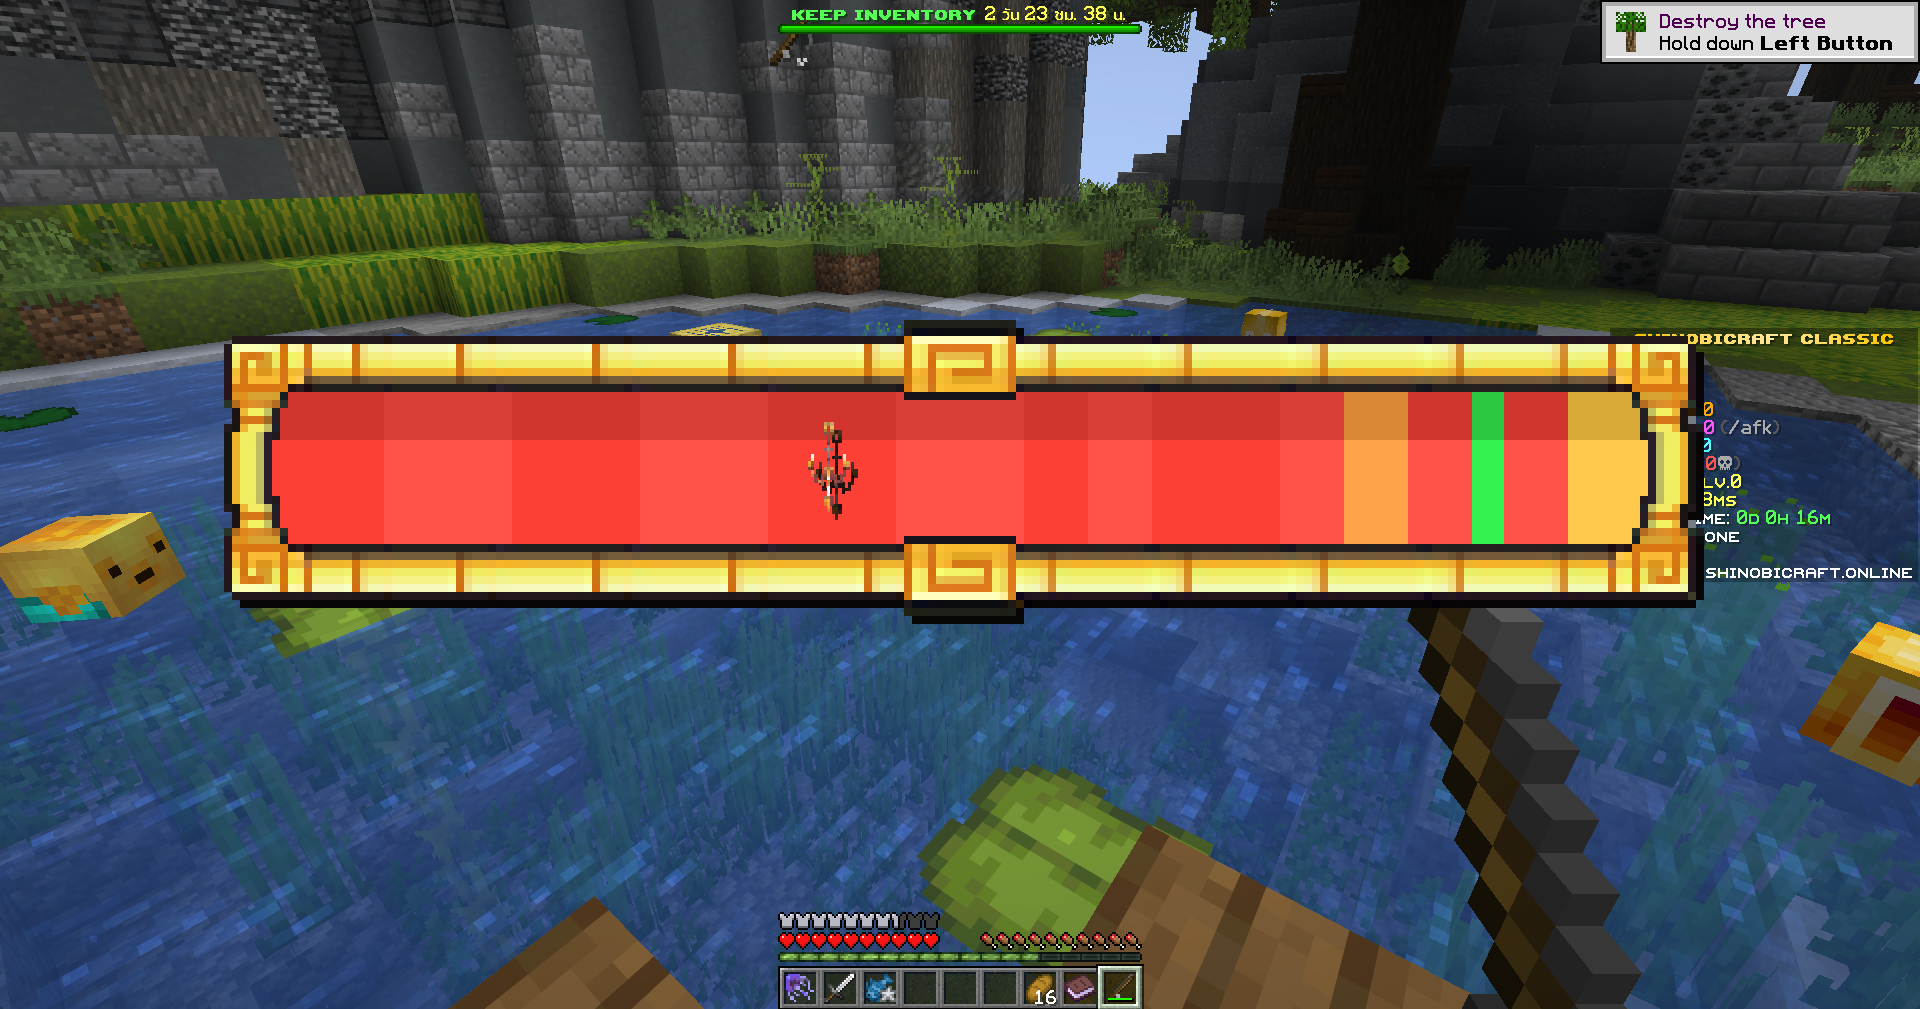 KEEP INVENTORY 2 วัน 23 ชม. 38 น.
Destroy the tree
Hold down Left Button
OBICRAFT CLASSIC
0
0 (/afk)
0
0
LV.0
3MS
IME: 0D 0H 16M
ONE
SHINOBICRAFT.ONLINE
16